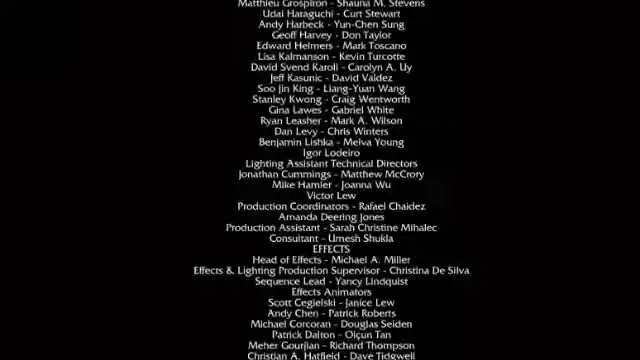 Matthieu Grospiron - Shauna M. Stevens
Udai Haraguchi - Curt Stewart
Andy Harbeck - Yun-Chen Sung
Geoff Harvey - Don Taylor
Edward Helmers - Mark Toscano
Lisa Kalmanson - Kevin Turcotte
David Svend Karoll - Carolyn A. Uy
Jeff Kasunic - David Valdez
Soo Jin King - Liang-Yuan Wang
Stanley Kwong - Craig Wentworth
Gina Lawes - Gabriel White
Ryan Leasher - Mark A. Wilson
Dan Levy - Chris Winters
Benjamin Lishka - Melva Young
Igor Lodeiro
Lighting Assistant Technical Directors
Jonathan Cummings - Matthew McCrory
Mike Hamler - Joanna Wu
Victor Lew
Production Coordinators - Rafael Chaidez
Amanda Deering Jones
Production Assistant - Sarah Christine Mihalec
Consultant - Umesh Shukla
EFFECTS
Head of Effects - Michael A. Miller
Effects & Lighting Production Supervisor - Christina De Silva
Sequence Lead - Yancy Lindquist
Effects Animators
Scott Cegielski - Janice Lew
Andy Chen - Patrick Roberts
Michael Corcoran - Douglas Seiden
Patrick Dalton - Olçun Tan
Meher Gourjian - Richard Thompson
Christian A. Hatfield - Dave Tidgwell